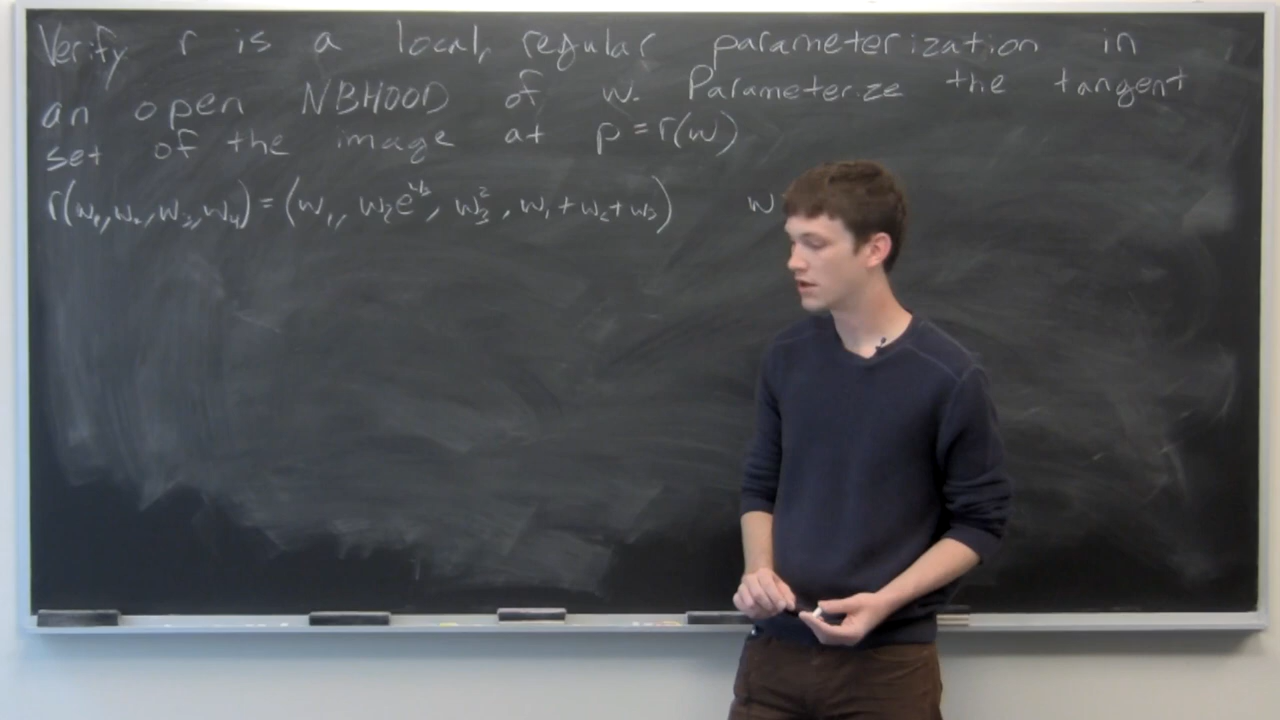 Verify r is a local, regular parameterization in
an open NBHOOD of w. Parameterize the tangent
set of the image at p = r(w)
r(w₁, w₂, w₃, w₄) = (w₁, w₂e , w₃², w₁ + w₂ + w₃) w